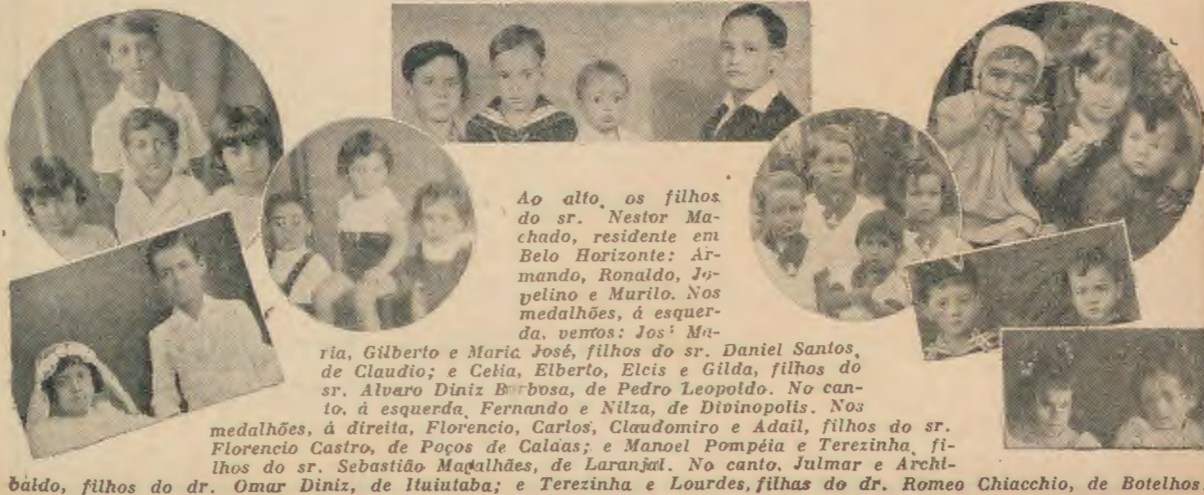 Ao alto, os filhos
do sr. Nestor Ma-
chado, residente em
Belo Horizonte: Ar-
mando, Ronaldo, Jo-
velino e Murilo. Nos
medalhões, á esquer-
da, vemos: José Ma-
ria, Gilberto e Maria José, filhos do sr. Daniel Santos,
de Claudio; e Celia, Elberto, Elcis e Gilda, filhos do
sr. Alvaro Diniz Barbosa, de Pedro Leopoldo. No can-
to, á esquerda, Fernando e Nilza, de Divinopolis. Nos
medalhões, á direita, Florencio, Carlos, Claudomiro e Adail, filhos do sr.
Florencio Castro, de Poços de Caldas; e Manoel Pompéia e Terezinha, fi-
lhos do sr. Sebastião Magalhães, de Laranjal. No canto, Julmar e Archi-
baldo, filhos do dr. Omar Diniz, de Ituiutaba; e Terezinha e Lourdes, filhas do dr. Romeo Chiacchio, de Botelhos.